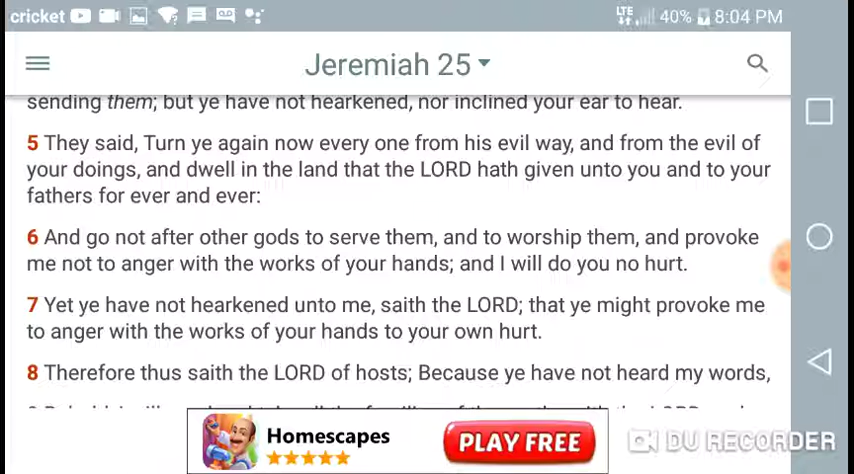 cricket LTE 40% 8:04 PM
Jeremiah 25
sending them; but ye have not hearkened, nor inclined your ear to hear.
5 They said, Turn ye again now every one from his evil way, and from the evil of
your doings, and dwell in the land that the LORD hath given unto you and to your
fathers for ever and ever:
6 And go not after other gods to serve them, and to worship them, and provoke
me not to anger with the works of your hands; and I will do you no hurt.
7 Yet ye have not hearkened unto me, saith the LORD; that ye might provoke me
to anger with the works of your hands to your own hurt.
8 Therefore thus saith the LORD of hosts; Because ye have not heard my words,
Homescapes
PLAY FREE
DU RECORDER